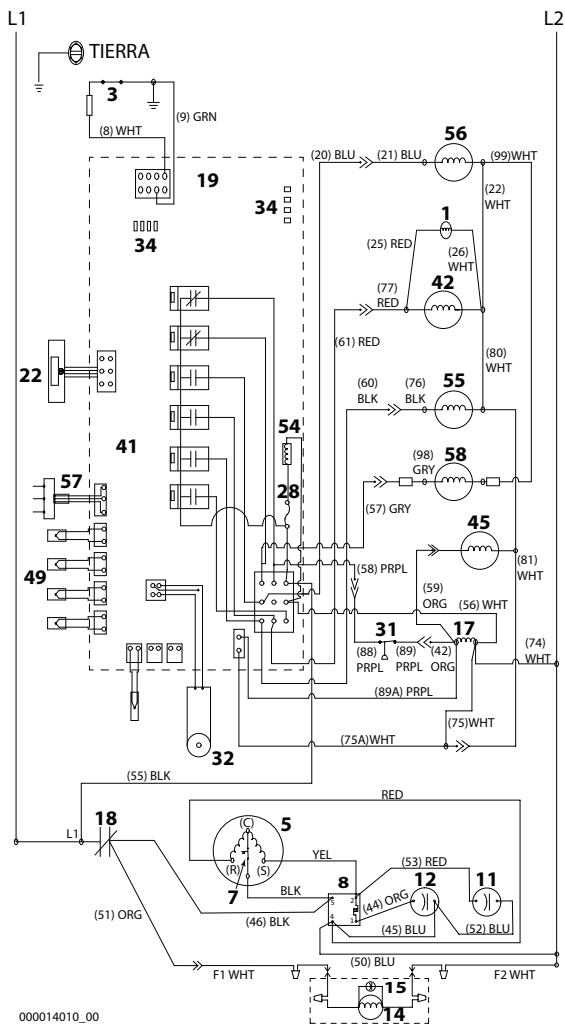 L1
L2
TIERRA
3
(9) GRN
(8) WHT
56
(20) BLU
(21) BLU
(99)WHT
19
(22)
WHT
34
34
1
(25) RED
(26)
WHT
(77)
RED
42
(61) RED
(80)
WHT
22
(60)
BLK
(76)
BLK
55
54
41
(98)
GRY
58
57
28
(57) GRY
45
49
(58) PRPL
(59)
ORG
(81)
WHT
(56) WHT
31
17
(88)
PRPL
(89)
PRPL
(42)
ORG
(74)
WHT
(89A) PRPL
(75)WHT
(75A)WHT
32
(55) BLK
RED
18
5
(C)
L1
(R)
(S)
YEL
(53) RED
7
8
12
11
BLK
5
2
4
1
(44) ORG
(51) ORG
(46) BLK
(45) BLU
(52) BLU
(50) BLU
F1 WHT
F2 WHT
15
14
000014010_00